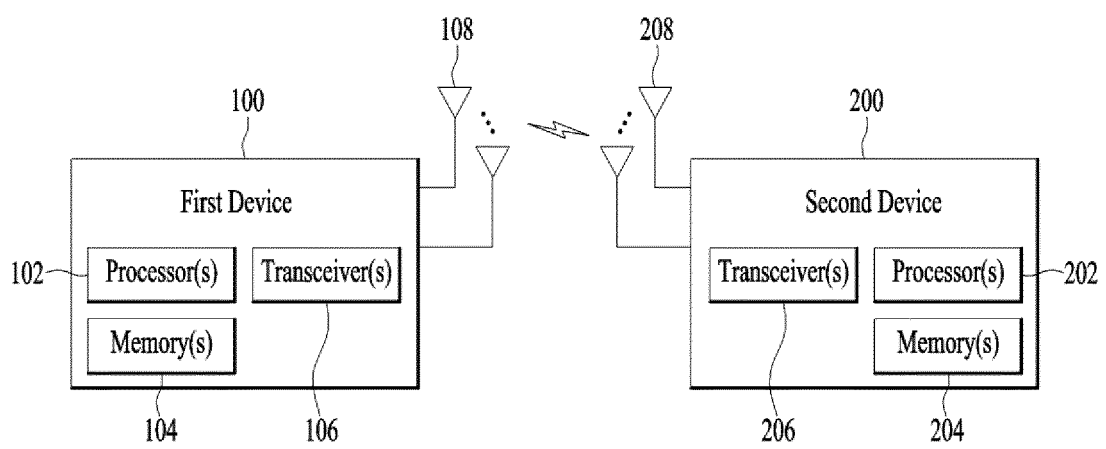 108
208
100
200
First Device
Second Device
102
Processor(s)
Transceiver(s)
Transceiver(s)
Processor(s)
202
Memory(s)
Memory(s)
104
106
206
204